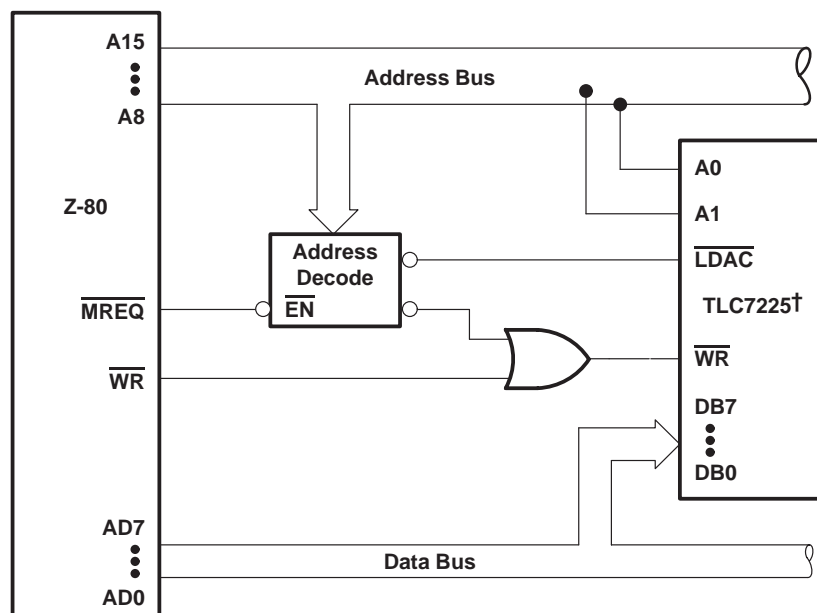 A15
A8
Z-80
MREQ
WR
AD7
AD0
Address Bus
Address
Decode
EN
Data Bus
A0
A1
LDAC
TLC7225†
WR
DB7
DB0